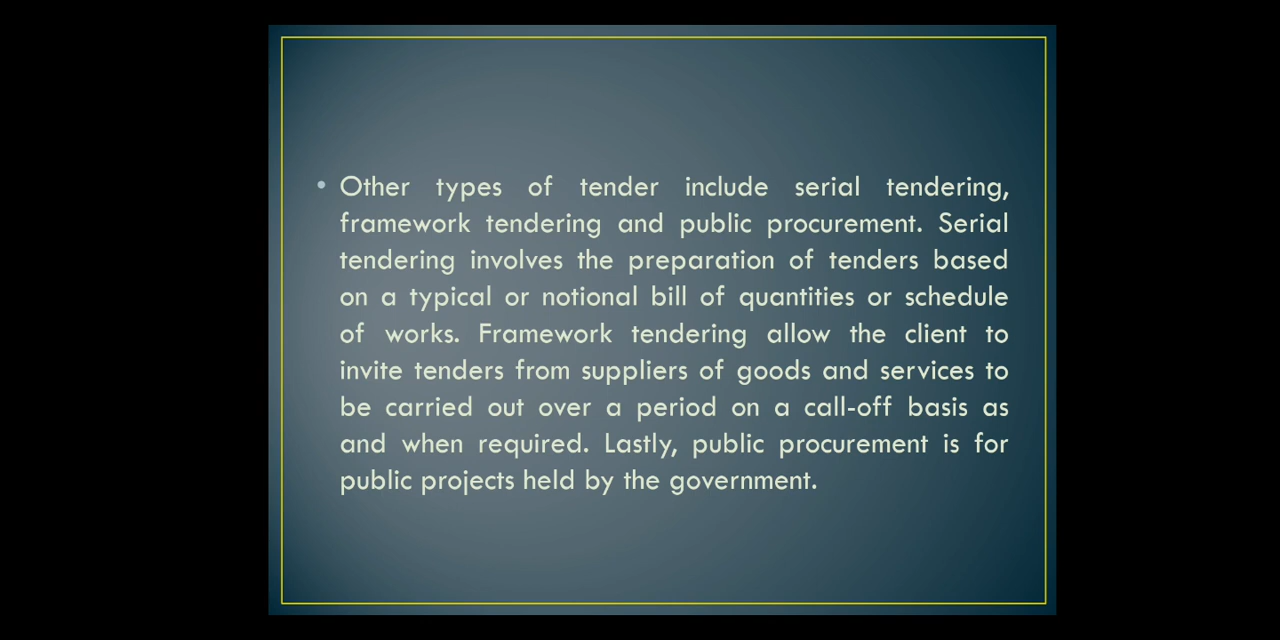 • Other types of tender include serial tendering,
framework tendering and public procurement. Serial
tendering involves the preparation of tenders based
on a typical or notional bill of quantities or schedule
of works. Framework tendering allow the client to
invite tenders from suppliers of goods and services to
be carried out over a period on a call-off basis as
and when required. Lastly, public procurement is for
public projects held by the government.